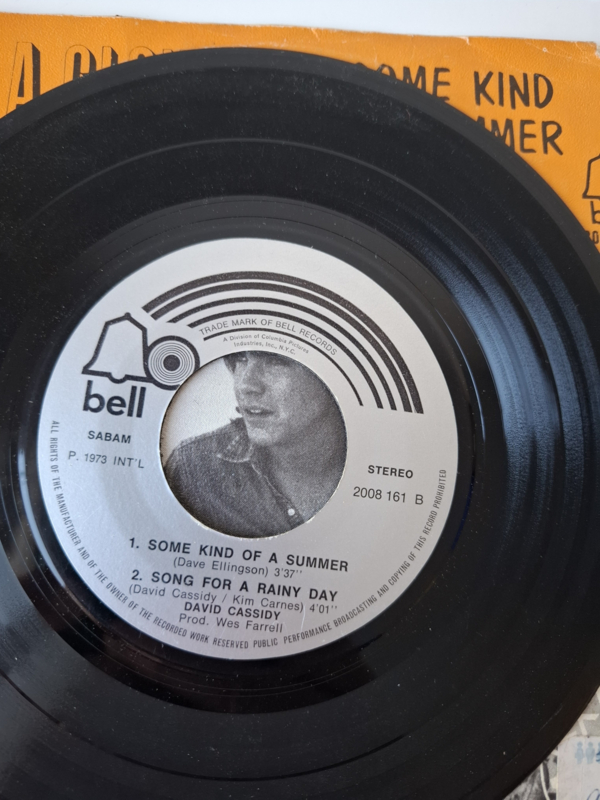 A
OME KIND
MMER
be
TRADE MARK OF BELL RECORDS
A Division of Columbia Pictures
Industries, Inc., N.Y.C.
bell
SABAM
P. 1973 INT'L
STEREO
2008 161 B
1. SOME KIND OF A SUMMER
(Dave Ellingson) 3'37"
2. SONG FOR A RAINY DAY
(David Cassidy / Kim Carnes) 4'01"
DAVID CASSIDY
Prod. Wes Farrell
ALL RIGHTS OF THE MANUFACTURER AND OF THE OWNER OF THE RECORDED WORK RESERVED PUBLIC PERFORMANCE BROADCASTING AND COPYING OF THIS RECORD PROHIBITED